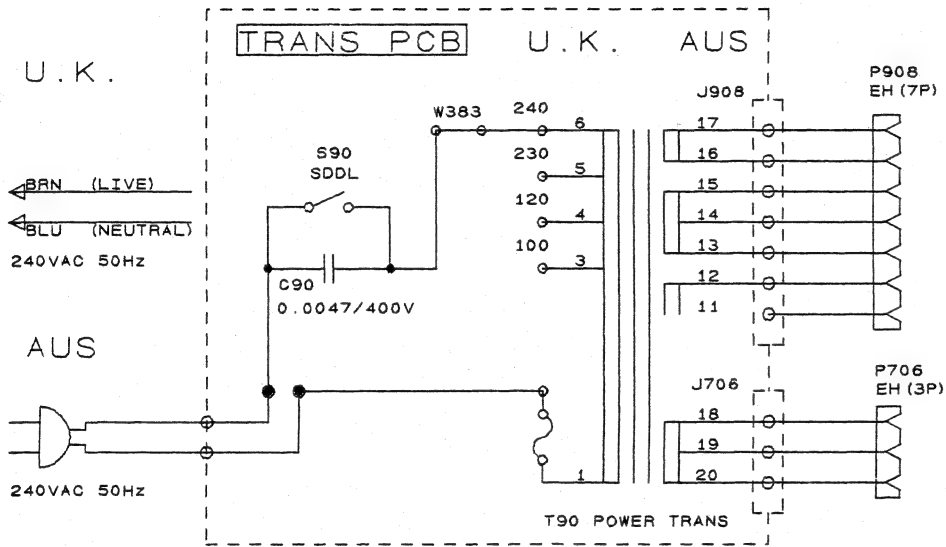 TRANS PCB
U.K.
AUS
U.K.
P908
EH (7P)
J908
W383
240
6
17
16
230
5
S90
SDDL
BRN (LIVE)
15
120
4
14
BLU (NEUTRAL)
100
3
13
240VAC 50Hz
C90
0.0047/400V
12
11
AUS
J706
P706
EH (3P)
18
19
1
20
240VAC 50Hz
T90 POWER TRANS